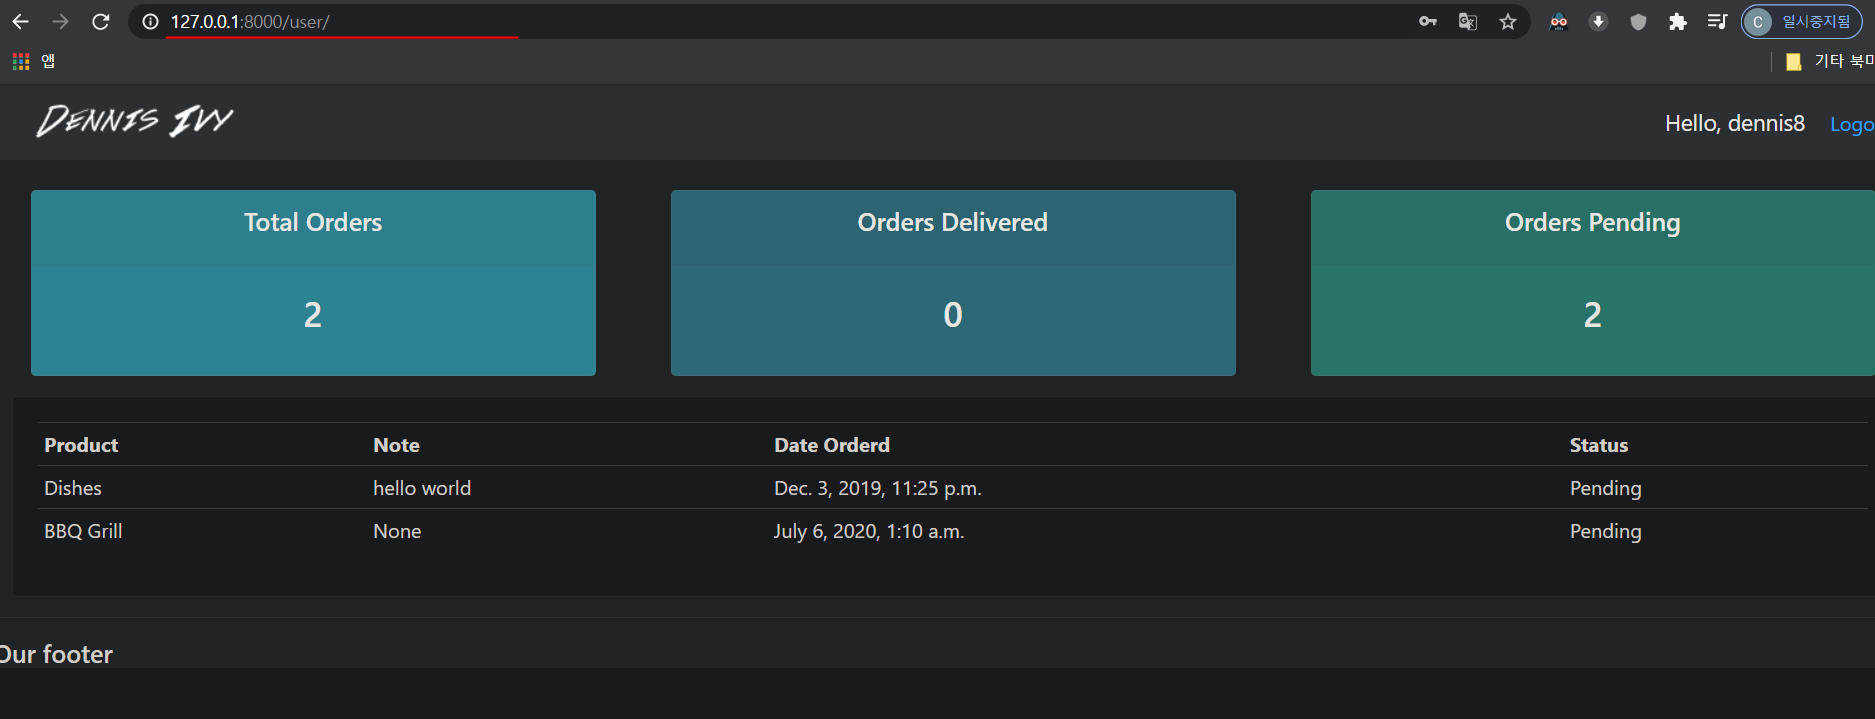 127.0.0.1:8000/user/
C 일시중지됨
앱
기타 북마
DENNIS IVY
Hello, dennis8 Logo
Total Orders Orders Delivered Orders Pending
2 0 2
Product Note Date Orderd Status
Dishes hello world Dec. 3, 2019, 11:25 p.m. Pending
BBQ Grill None July 6, 2020, 1:10 a.m. Pending
Our footer